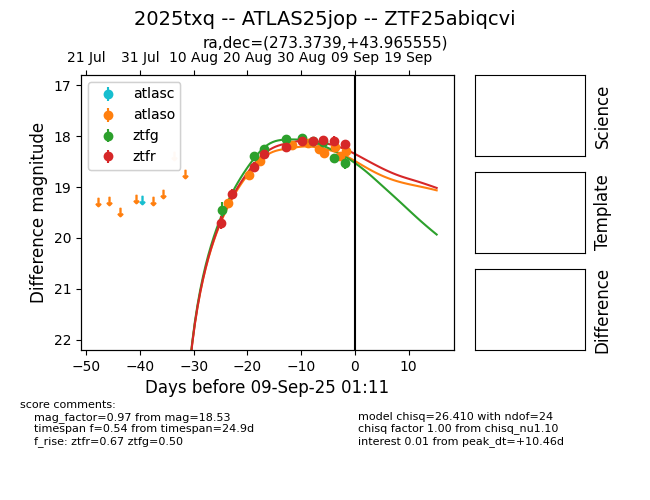 2025txq -- ATLAS25jop -- ZTF25abiqcvi
ra,dec=(273.3739,+43.965555)
21 Jul 31 Jul 10 Aug 20 Aug 30 Aug 09 Sep 19 Sep
atlasc
atlaso
ztfg
ztfr
17
18
19
20
21
22
Difference magnitude
−50 −40 −30 −20 −10 0 10
Days before 09-Sep-25 01:11
Science
Template
Difference
score comments:
mag_factor=0.97 from mag=18.53
timespan f=0.54 from timespan=24.9d
f_rise: ztfr=0.67 ztfg=0.50
model chisq=26.410 with ndof=24
chisq factor 1.00 from chisq_nu1.10
interest 0.01 from peak_dt=+10.46d